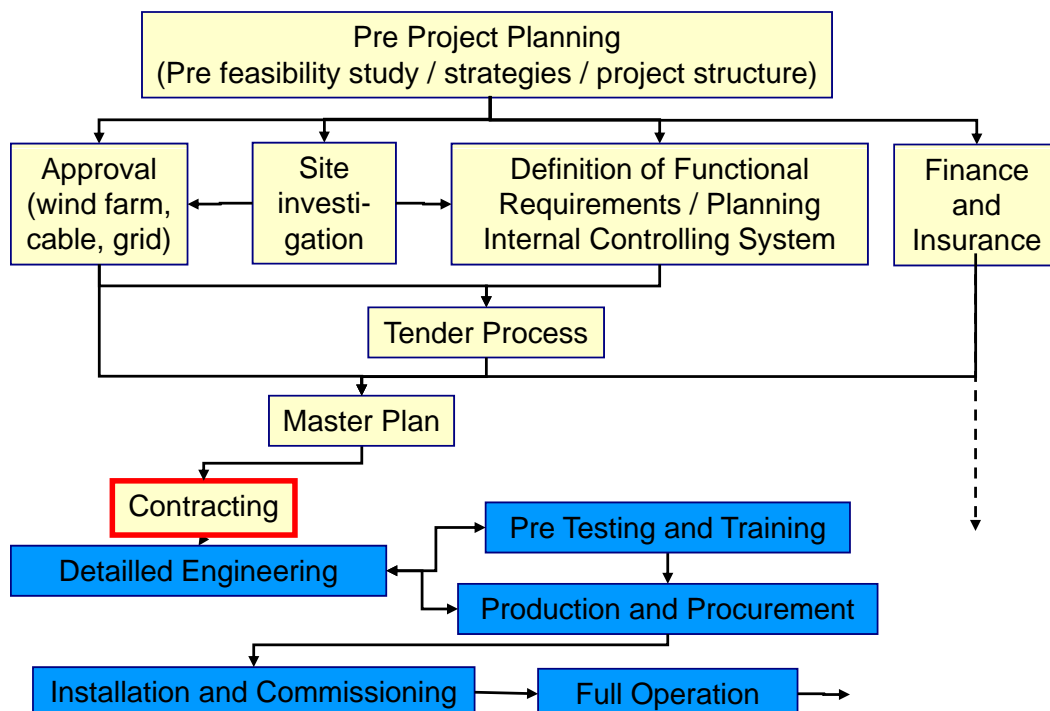 Pre Project Planning
(Pre feasibility study / strategies / project structure)
Approval
(wind farm,
cable, grid)
Site
investi-
gation
Definition of Functional
Requirements / Planning
Internal Controlling System
Finance
and
Insurance
Tender Process
Master Plan
Contracting
Pre Testing and Training
Detailled Engineering
Production and Procurement
Installation and Commissioning
Full Operation